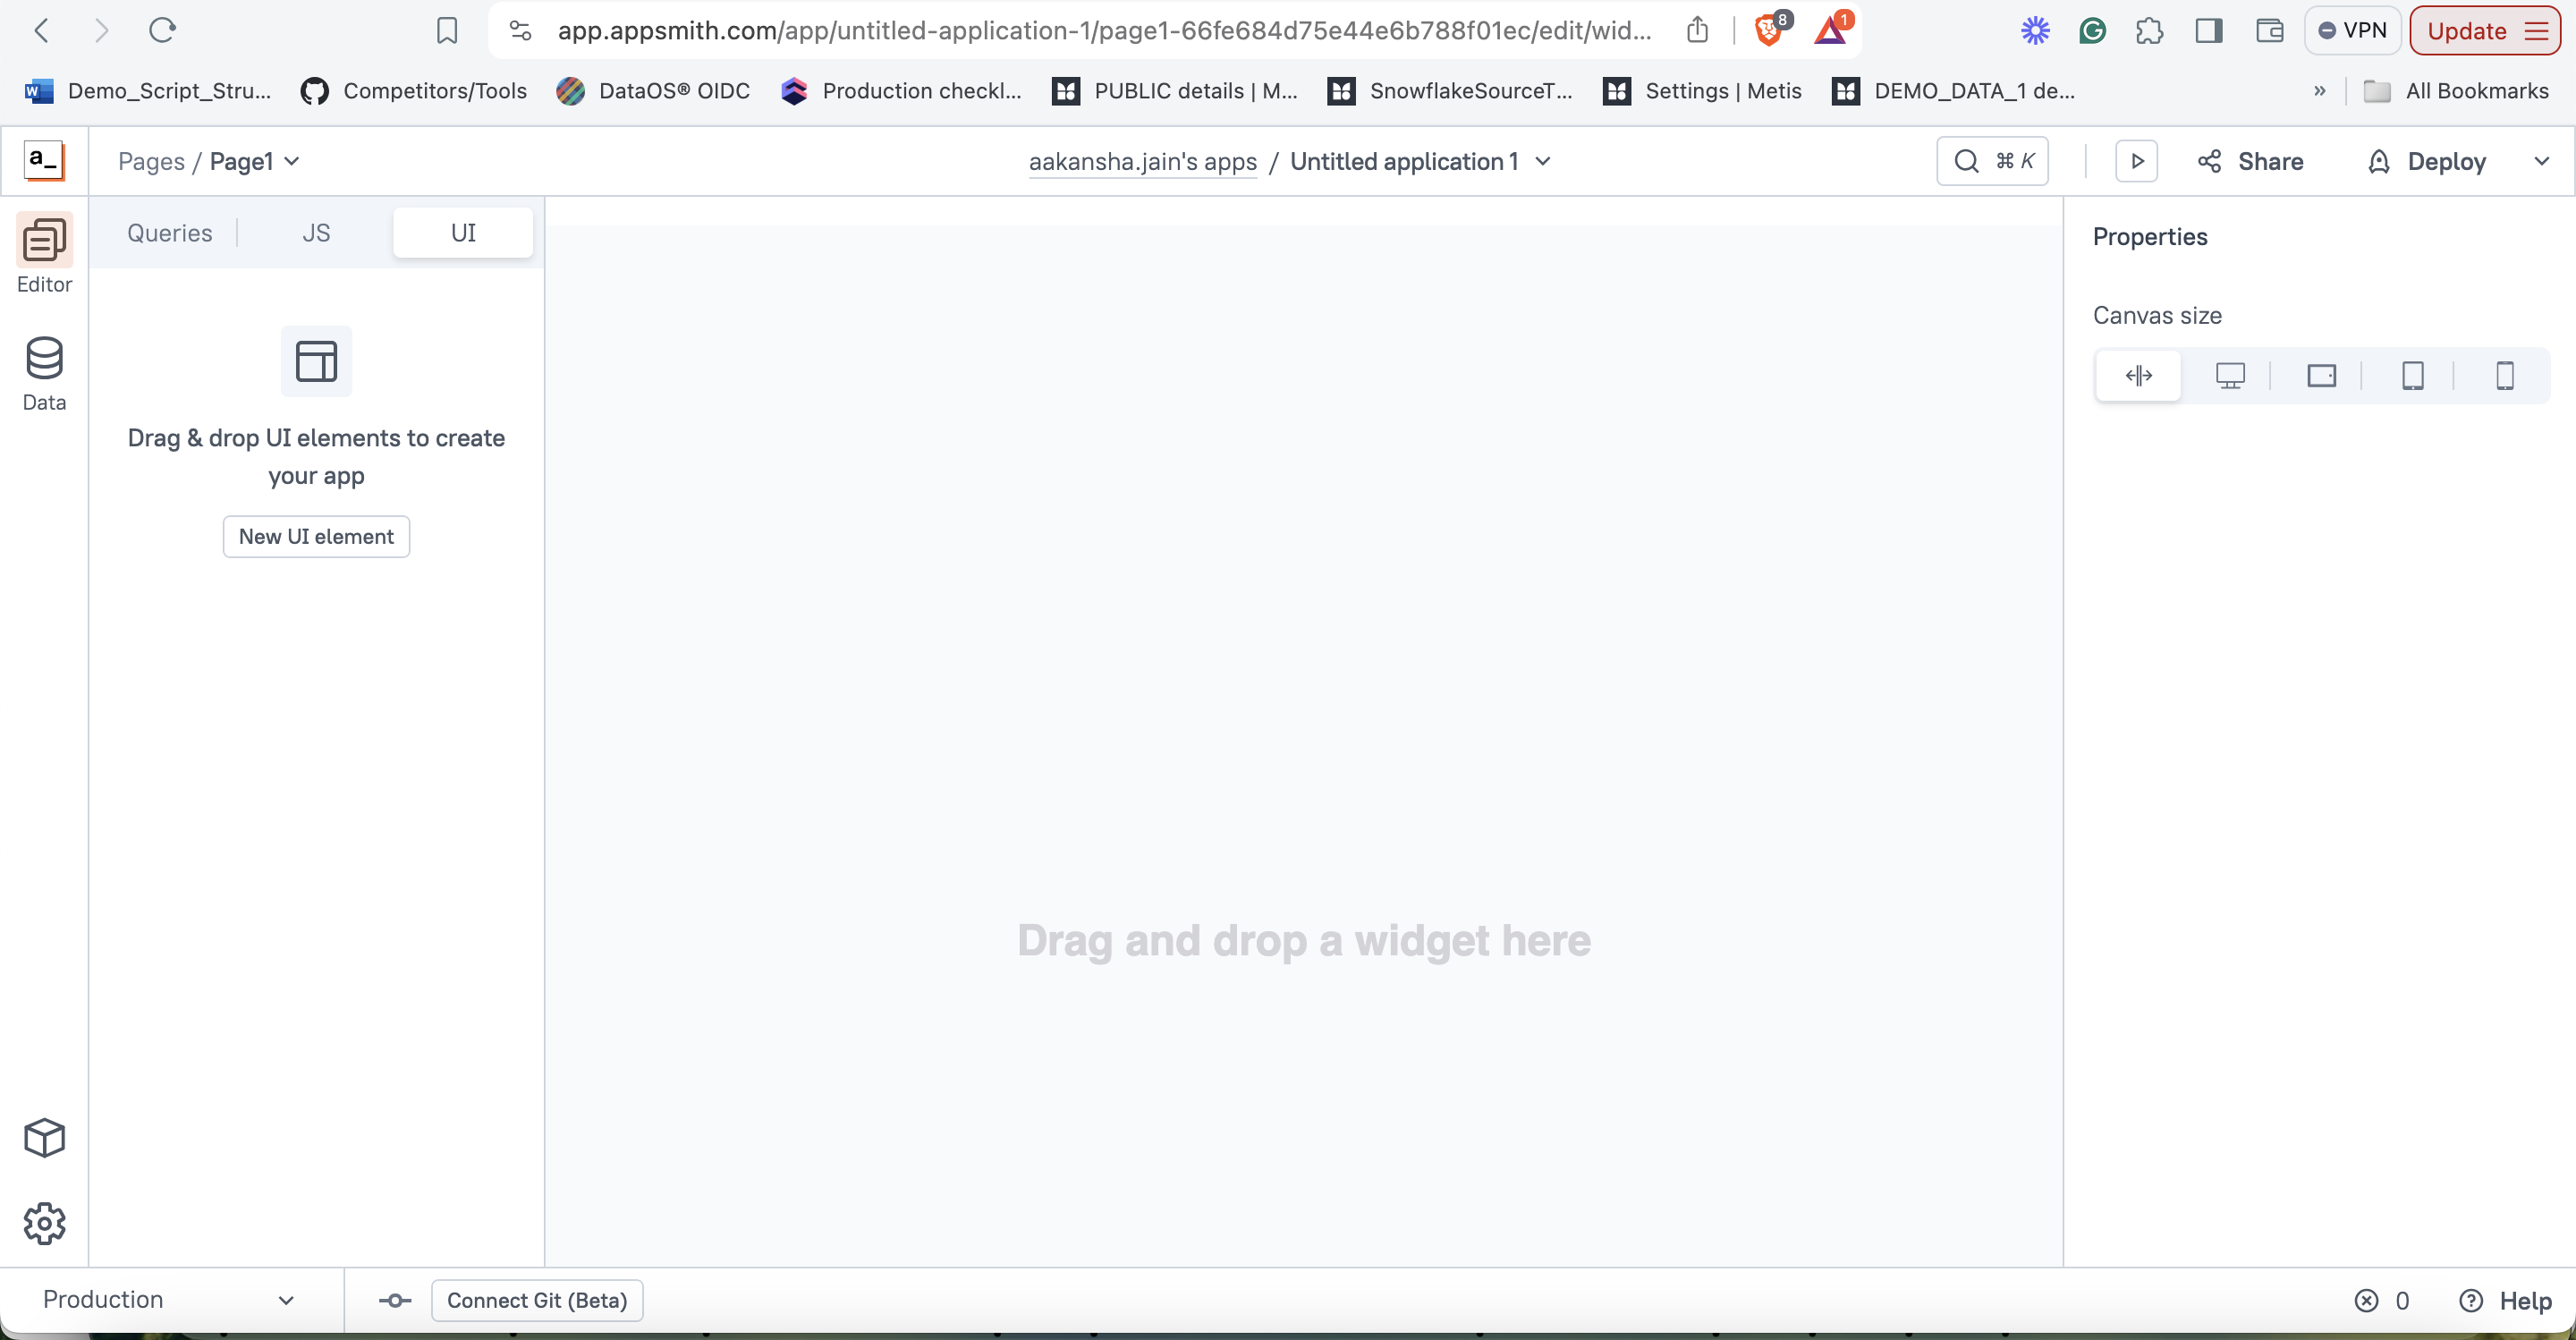 app.appsmith.com/app/untitled-application-1/page1-66fe684d75e44e6b788f01ec/edit/wid...
8
1
VPN
Update
Demo_Script_Stru...
Competitors/Tools
DataOS® OIDC
Production checkl...
PUBLIC details | M...
SnowflakeSourceT...
Settings | Metis
DEMO_DATA_1 de...
»
All Bookmarks
a_
Pages / Page1
aakansha.jain's apps / Untitled application 1
⌘ K
Share
Deploy
Editor
Data
Queries
JS
UI
Drag & drop UI elements to create
your app
New UI element
Drag and drop a widget here
Properties
Canvas size
Production
Connect Git (Beta)
0
Help